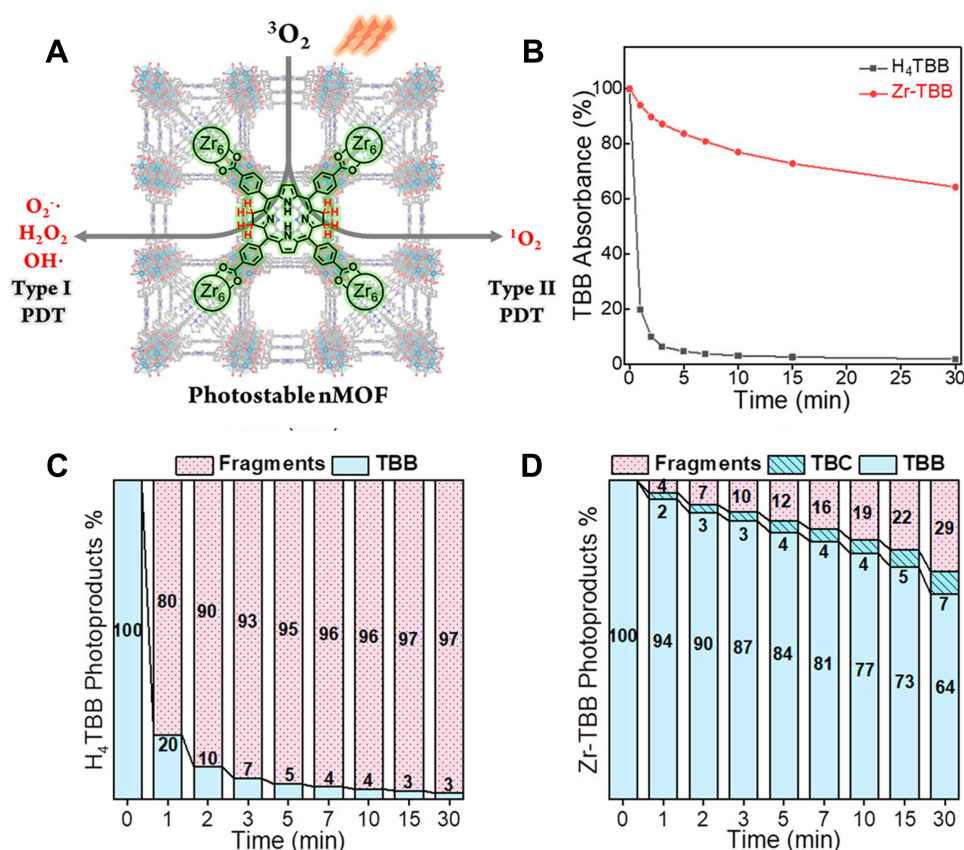 A
³O₂
Zr₆
Zr₆
O
O
O
O
H
H
H
H
N
H
N
N
H
N
H
H
H
H
O
O
O
O
Zr₆
Zr₆
O₂⁻·
H₂O₂
OH·
Type I
PDT
¹O₂
Type II
PDT
Photostable nMOF
B
H₄TBB
Zr-TBB
TBB Absorbance (%)
100
80
60
40
20
0
0 5 10 15 20 25 30
Time (min)
C
Fragments TBB
H₄TBB Photoproducts %
100
80 90 93 95 96 96 97 97
20 10 7 5 4 4 3 3
0 1 2 3 5 7 10 15 30
Time (min)
D
Fragments TBC TBB
Zr-TBB Photoproducts %
4 7 10 12 16 19 22 29
2 3 3 4 4 4 5 7
100 94 90 87 84 81 77 73 64
0 1 2 3 5 7 10 15 30
Time (min)